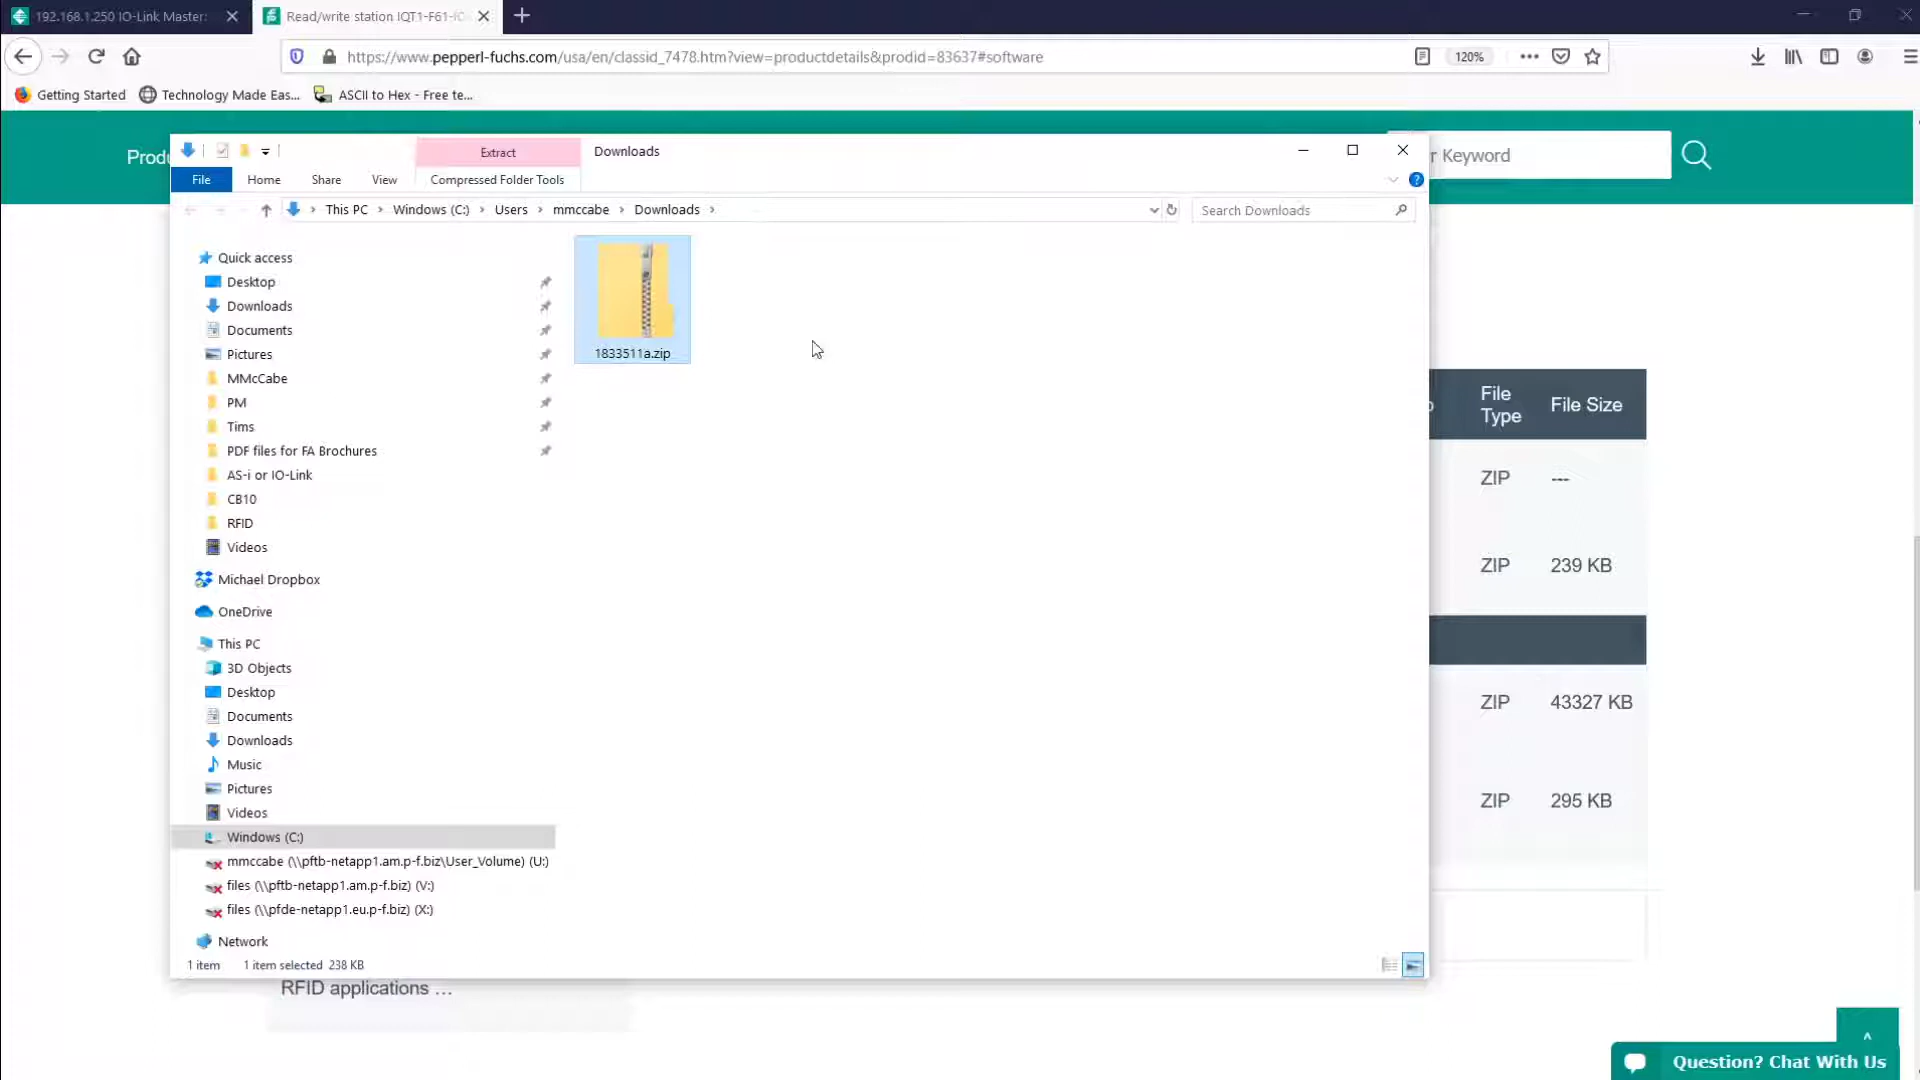 192.168.1.250 IO-Link Master:
Read/write station IQT1-F61-IO
https://www.pepperl-fuchs.com/usa/en/classid_7478.htm?view=productdetails&prodid=83637#software
120%
Getting Started
Technology Made Eas...
ASCII to Hex - Free te...
Produ
r Keyword
Extract
Downloads
File
Home
Share
View
Compressed Folder Tools
This PC > Windows (C:) > Users > mmccabe > Downloads >
Search Downloads
Quick access
Desktop
Downloads
Documents
Pictures
MMcCabe
PM
Tims
PDF files for FA Brochures
AS-i or IO-Link
CB10
RFID
Videos
Michael Dropbox
OneDrive
This PC
3D Objects
Desktop
Documents
Downloads
Music
Pictures
Videos
Windows (C:)
mmccabe (\\pftb-netapp1.am.p-f.biz\User_Volume) (U:)
files (\\pftb-netapp1.am.p-f.biz) (V:)
files (\\pfde-netapp1.eu.p-f.biz) (X:)
Network
1833511a.zip
1 item
1 item selected 238 KB
File Type
File Size
ZIP
---
ZIP
239 KB
ZIP
43327 KB
ZIP
295 KB
RFID applications ...
Question? Chat With Us